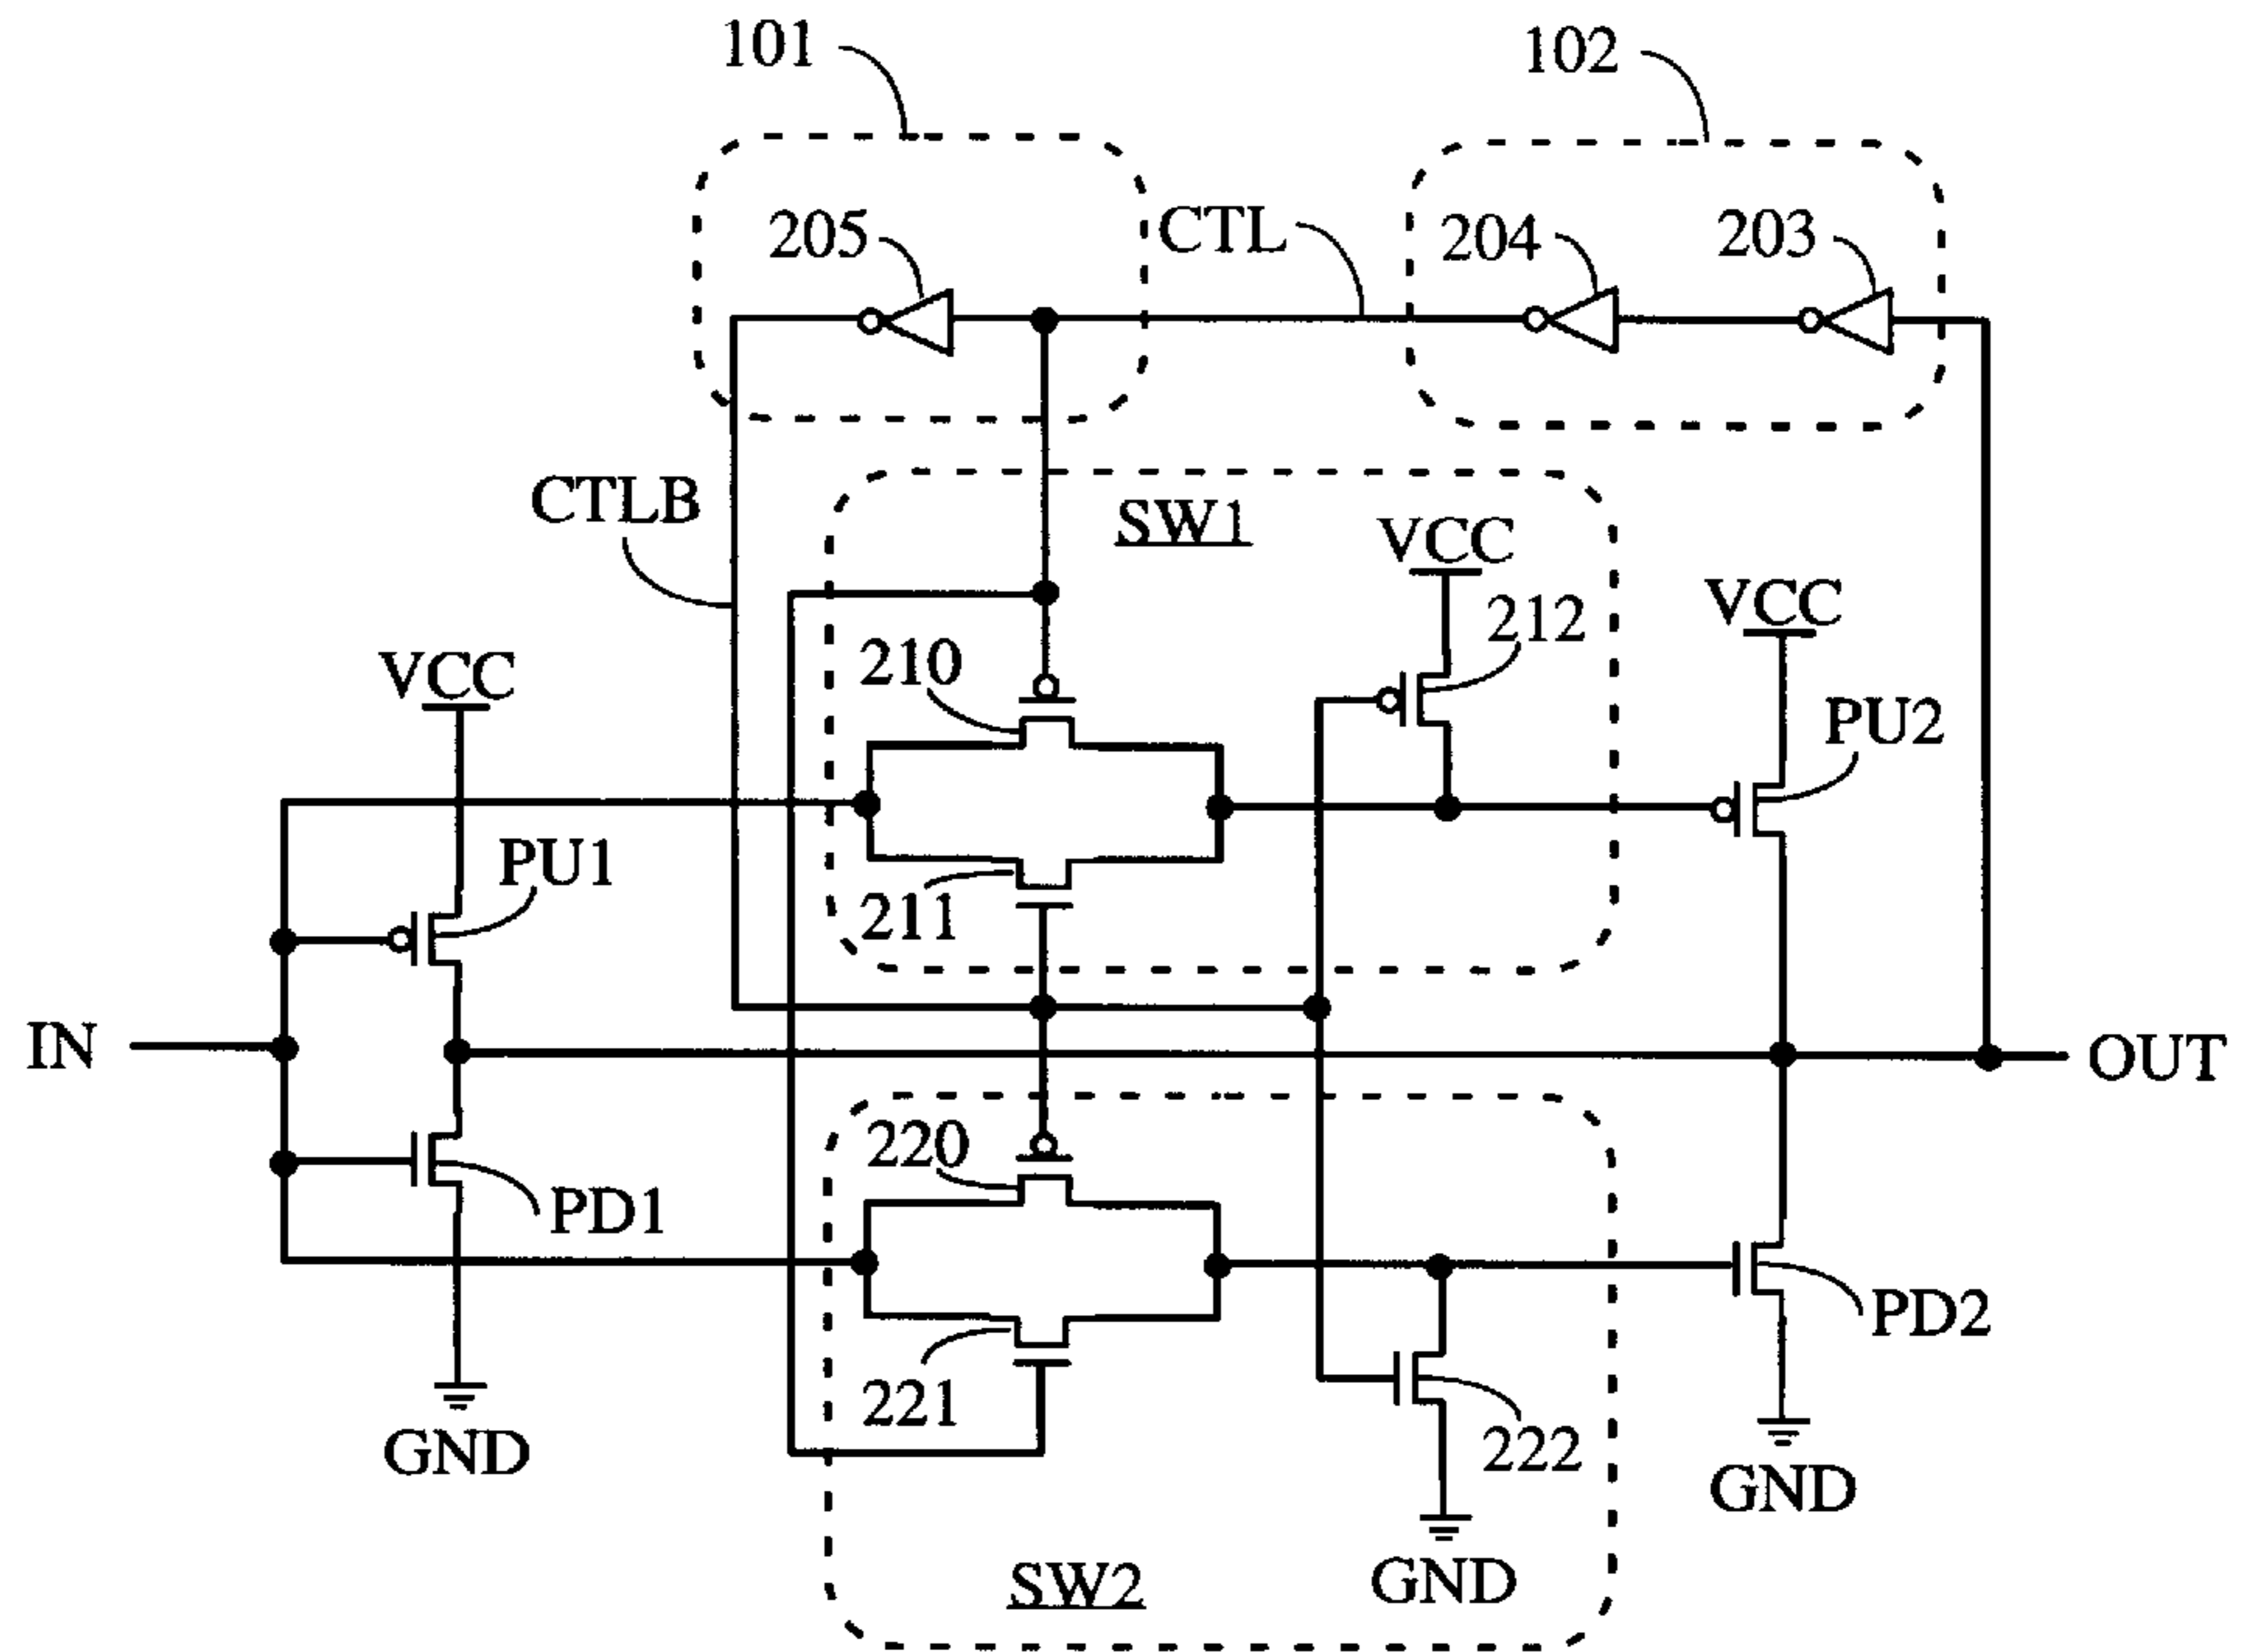 101
102
205
CTL
204
203
CTLB
SW1
VCC
212
VCC
210
VCC
PU2
PU1
211
IN
OUT
220
PD1
PD2
221
222
GND
GND
GND
SW2